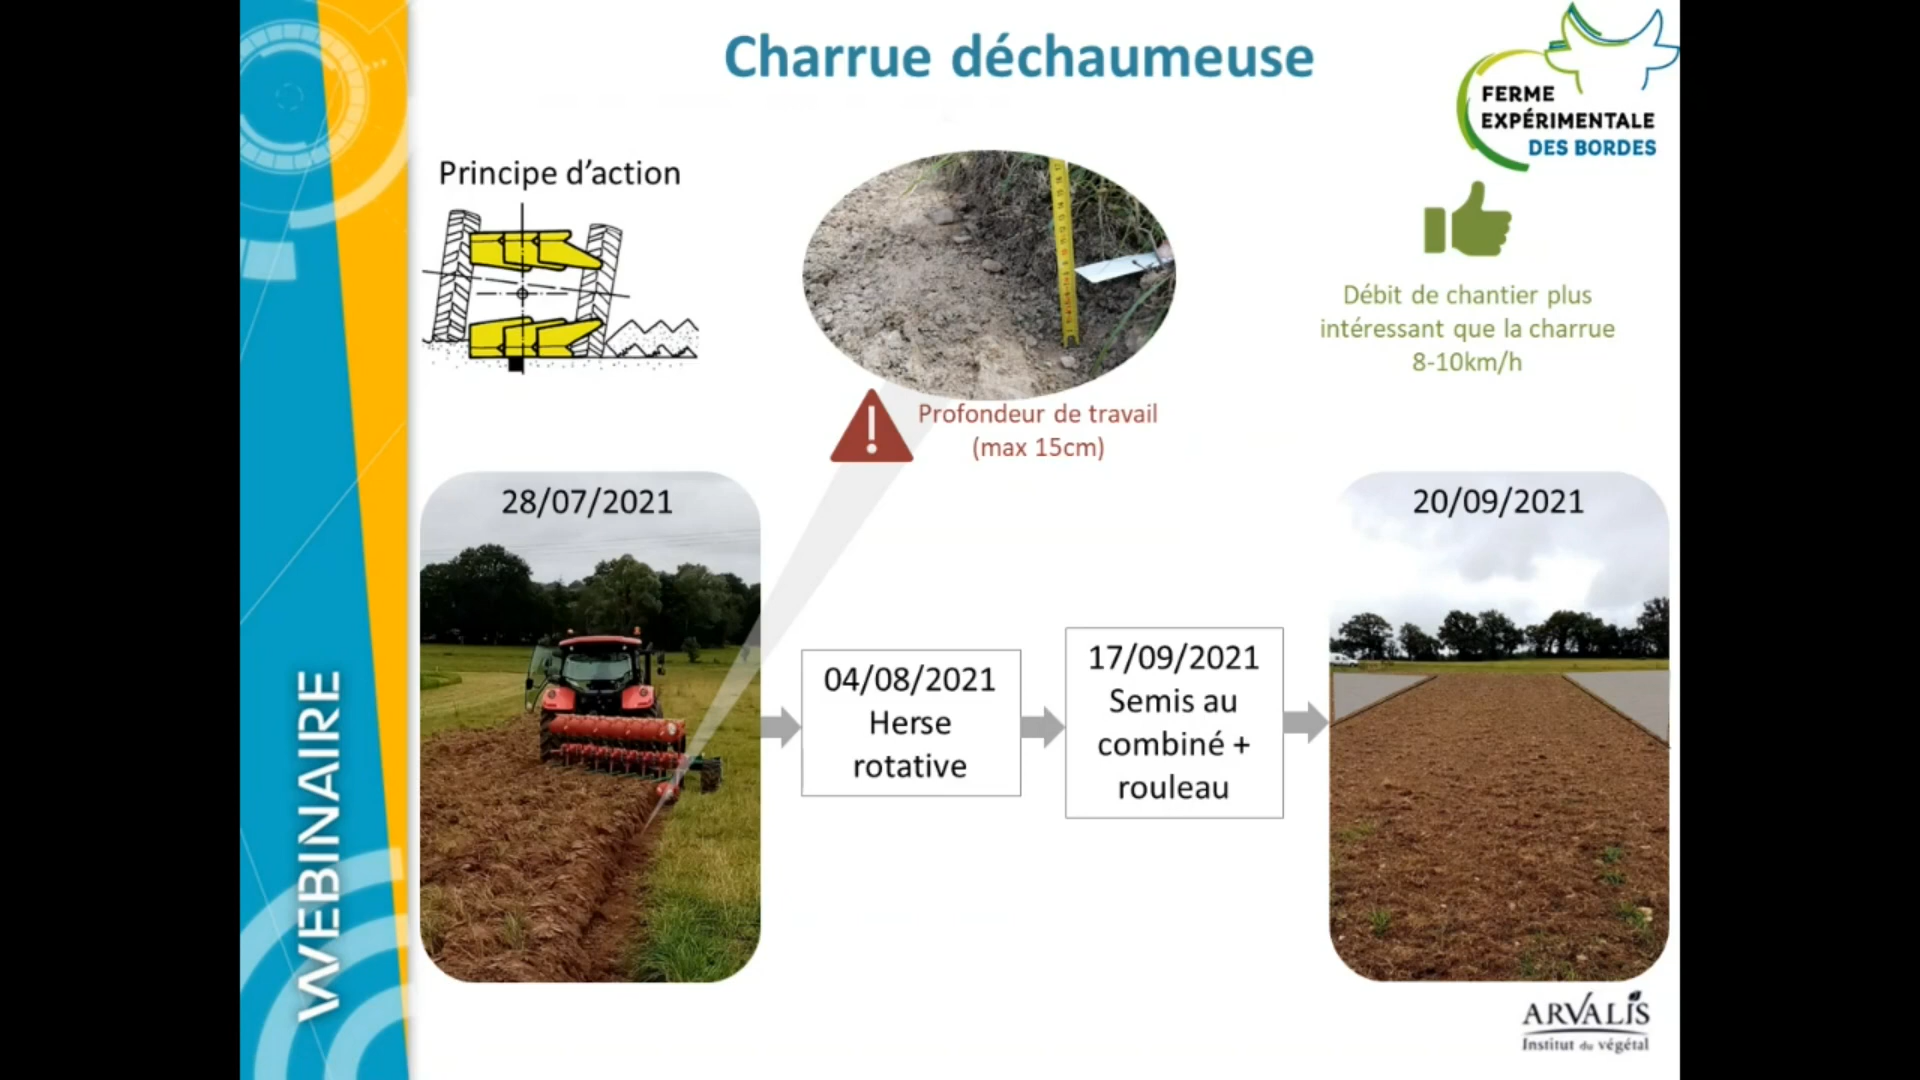 Charrue déchaumeuse
FERME
EXPÉRIMENTALE
DES BORDES
Principe d'action
Débit de chantier plus
intéressant que la charrue
8-10km/h
Profondeur de travail
(max 15cm)
28/07/2021
04/08/2021
Herse
rotative
17/09/2021
Semis au
combiné +
rouleau
20/09/2021
WEBINAIRE
ARVALIS
Institut du végétal